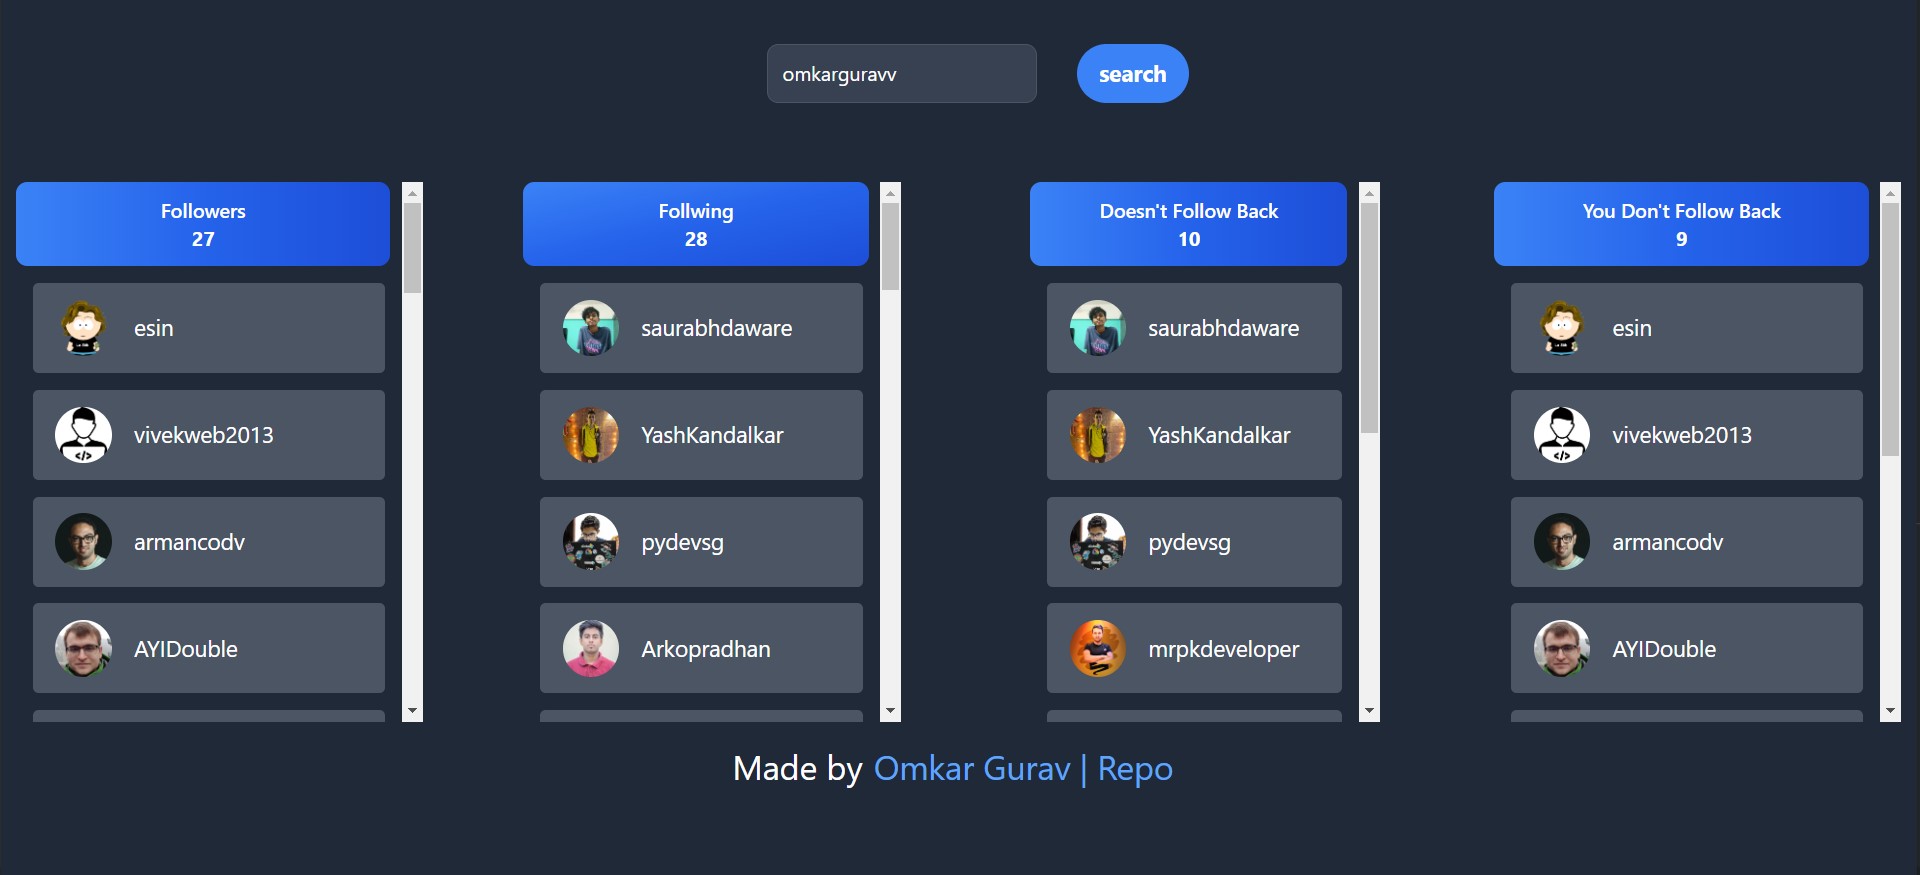 omkarguravv
search
Followers
27
esin
vivekweb2013
armancodv
AYIDouble
Follwing
28
saurabhdaware
YashKandalkar
pydevsg
Arkopradhan
Doesn't Follow Back
10
saurabhdaware
YashKandalkar
pydevsg
mrpkdeveloper
You Don't Follow Back
9
esin
vivekweb2013
armancodv
AYIDouble
Made by Omkar Gurav | Repo